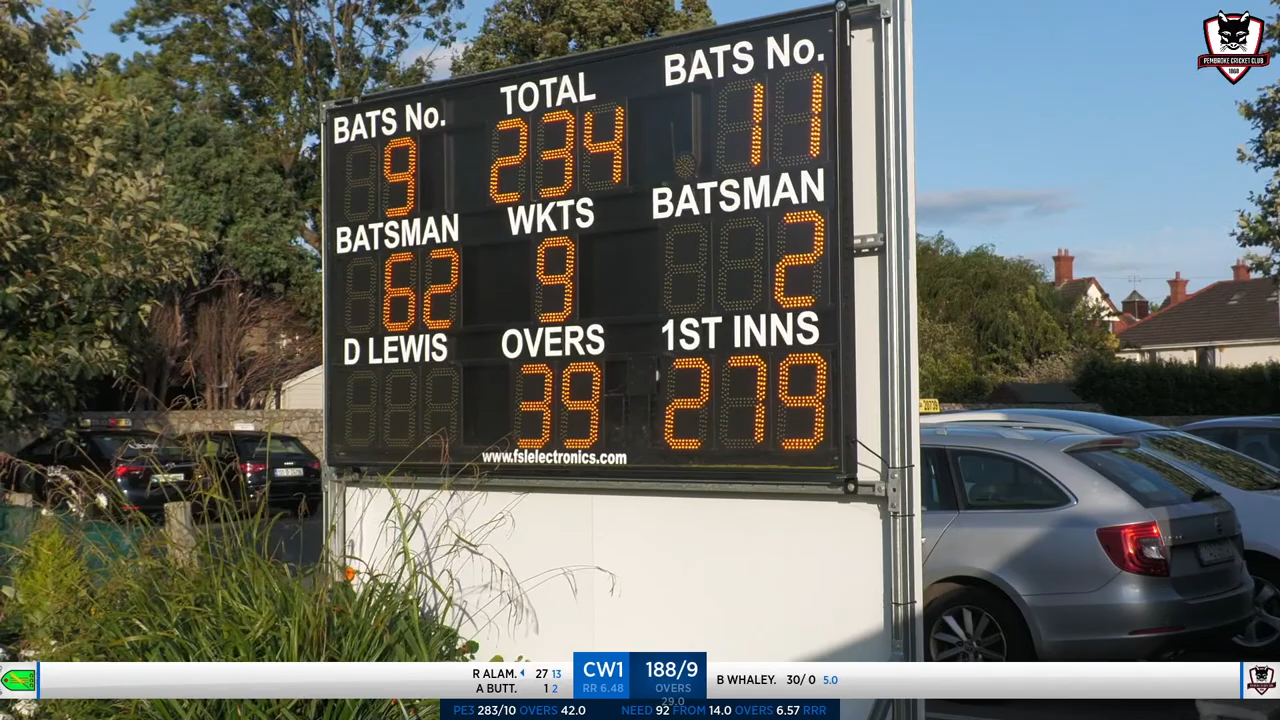 PEMBROKE CRICKET CLUB
1868
BATS No. TOTAL BATS No.
9 234 11
BATSMAN WKTS BATSMAN
62 9 2
D LEWIS OVERS 1ST INNS
39 279
www.fslelectronics.com
R ALAM. 27 13
A BUTT. 1 2
CW1 188/9
RR 6.48 OVERS
29.0
B WHALEY. 30/ 0 5.0
PE3 283/10 OVERS 42.0 NEED 92 FROM 14.0 OVERS 6.57 RRR